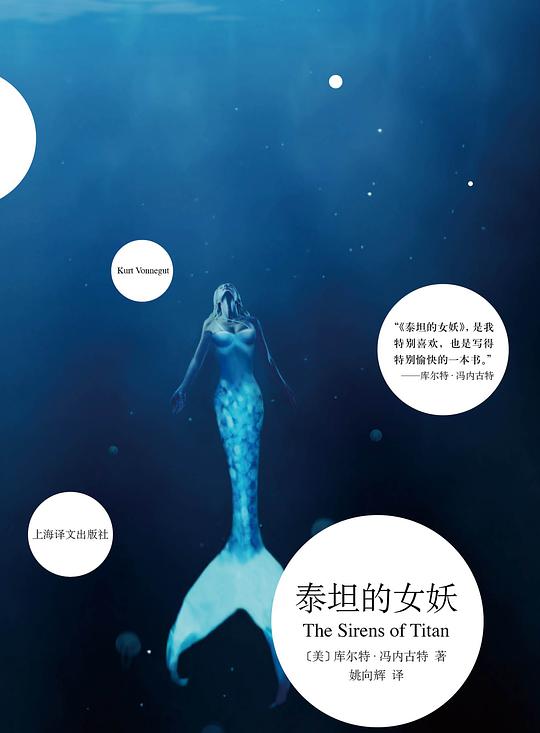 Kurt Vonnegut
“《泰坦的女妖》，是我
特别喜欢，也是写得
特别愉快的一本书。”
——库尔特·冯内古特
上海译文出版社
泰坦的女妖
The Sirens of Titan
〔美〕库尔特·冯内古特 著
姚向辉 译